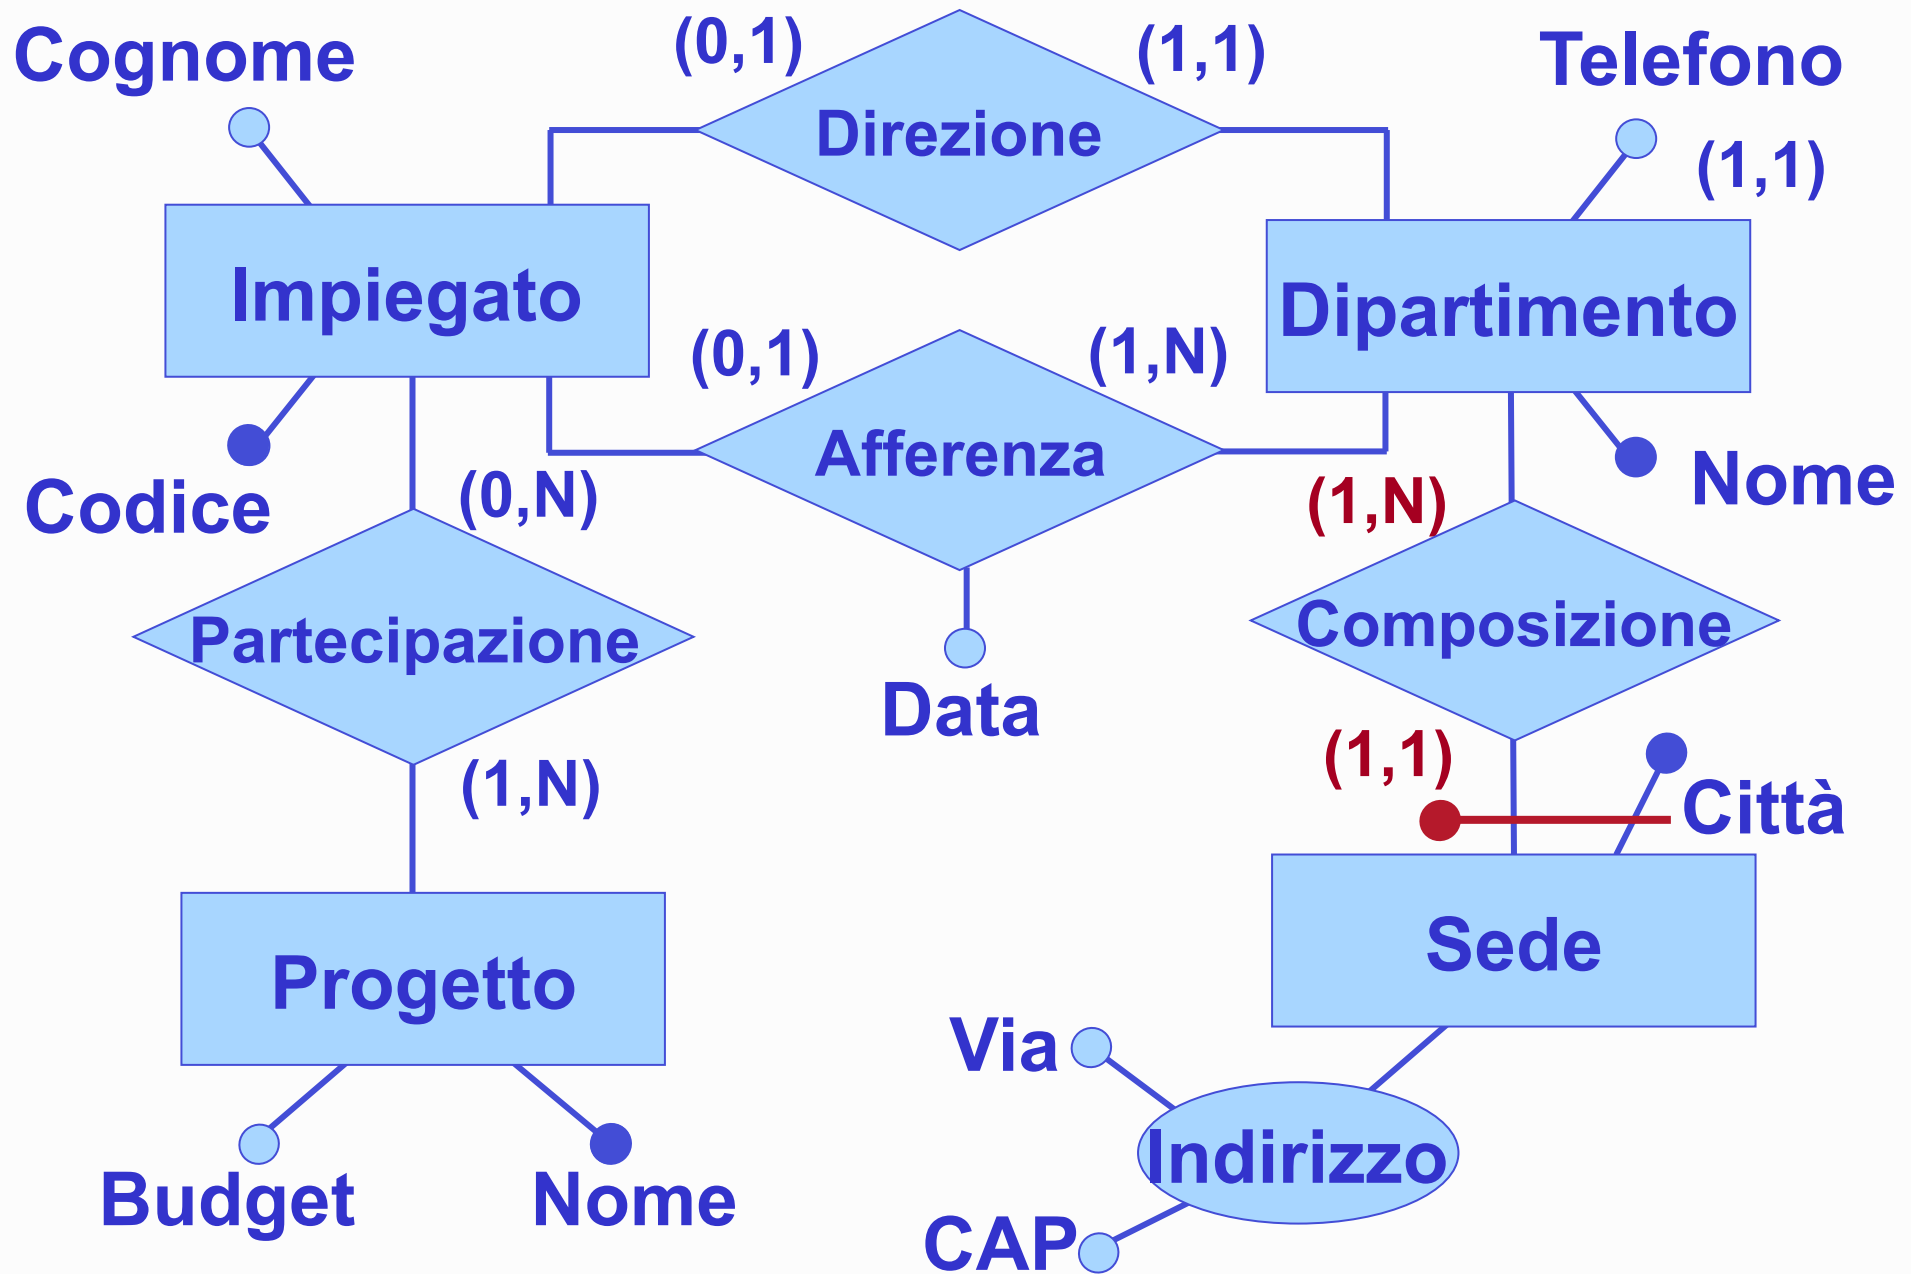 Cognome
(0,1)
(1,1)
Telefono
Direzione
(1,1)
Impiegato
Dipartimento
(0,1)
(1,N)
Afferenza
Codice
(0,N)
(1,N)
Nome
Partecipazione
Composizione
Data
(1,N)
(1,1)
Città
Progetto
Sede
Via
Indirizzo
Budget
Nome
CAP